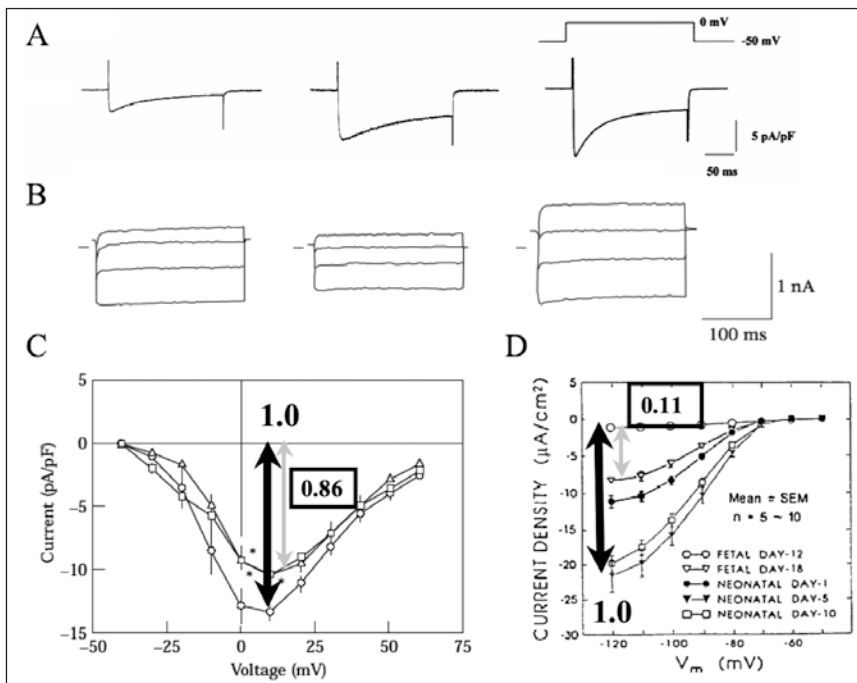 A
0 mV
-50 mV
5 pA/pF
50 ms
B
1 nA
100 ms
C
5
0
-5
-10
-15
-50
-25
0
25
50
75
Current (pA/pF)
Voltage (mV)
1.0
0.86
*
*
*
D
5
0
-5
-10
-15
-20
-25
-30
-120
-100
-80
-60
CURRENT DENSITY (μA/cm²)
Vm (mV)
0.11
1.0
Mean = SEM
n = 5 - 10
FETAL DAY-12
FETAL DAY-18
NEONATAL DAY-1
NEONATAL DAY-5
NEONATAL DAY-10